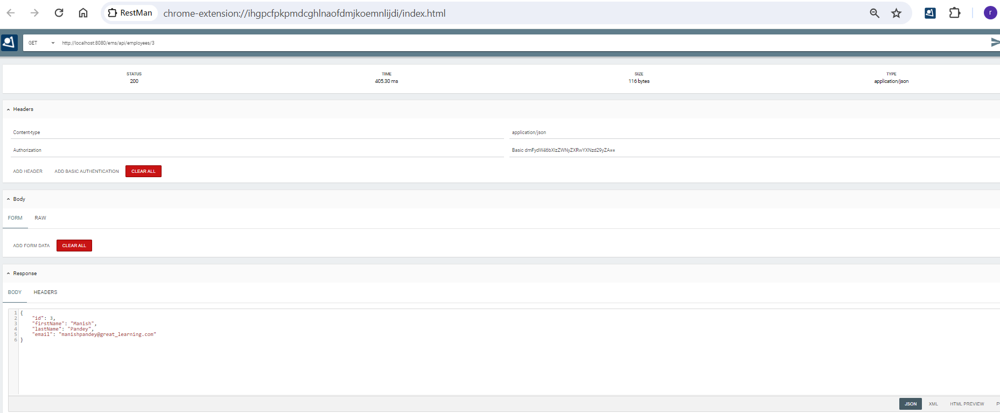 RestMan chrome-extension://ihgpcfpkpmdcghlnaofdmjkoemnlijdi/index.html r
GET http://localhost:8080/ems/api/employees/3
STATUS TIME SIZE TYPE
200 405.30 ms 116 bytes application/json
Headers
Content-type application/json
Authorization Basic dmFydW46bXlzZWNyZXRwYXNzd29yZA==
ADD HEADER ADD BASIC AUTHENTICATION CLEAR ALL
Body
FORM RAW
ADD FORM DATA CLEAR ALL
Response
BODY HEADERS
1 {
2 "id": 3,
3 "firstName": "Manish",
4 "lastName": "Pandey",
5 "email": "manishpandey@great_learning.com"
6 }
JSON XML HTML PREVIEW P